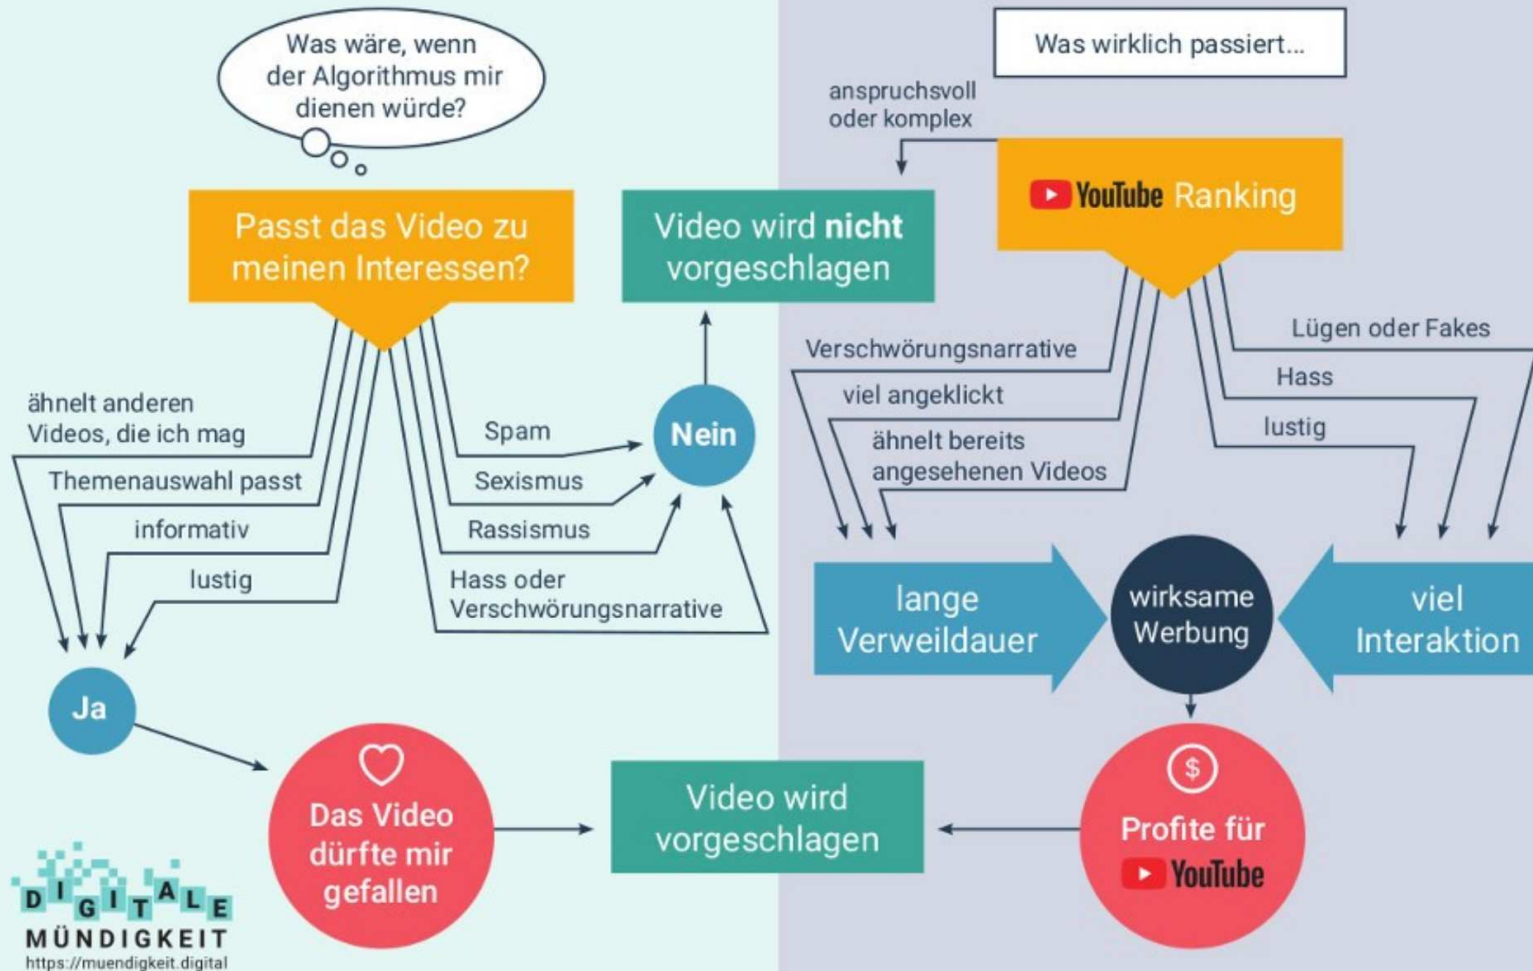 Was wäre, wenn
der Algorithmus mir
dienen würde?
Passt das Video zu
meinen Interessen?
ähnelt anderen
Videos, die ich mag
Themenauswahl passt
informativ
lustig
Spam
Sexismus
Rassismus
Hass oder
Verschwörungsnarrative
Ja
Nein
Das Video
dürfte mir
gefallen
Video wird nicht
vorgeschlagen
Video wird
vorgeschlagen
Was wirklich passiert...
anspruchsvoll
oder komplex
YouTube Ranking
Verschwörungsnarrative
viel angeklickt
ähnelt bereits
angesehenen Videos
Lügen oder Fakes
Hass
lustig
lange
Verweildauer
wirksame
Werbung
viel
Interaktion
$
Profite für
YouTube
DIGITALE
MÜNDIGKEIT
https://muendigkeit.digital